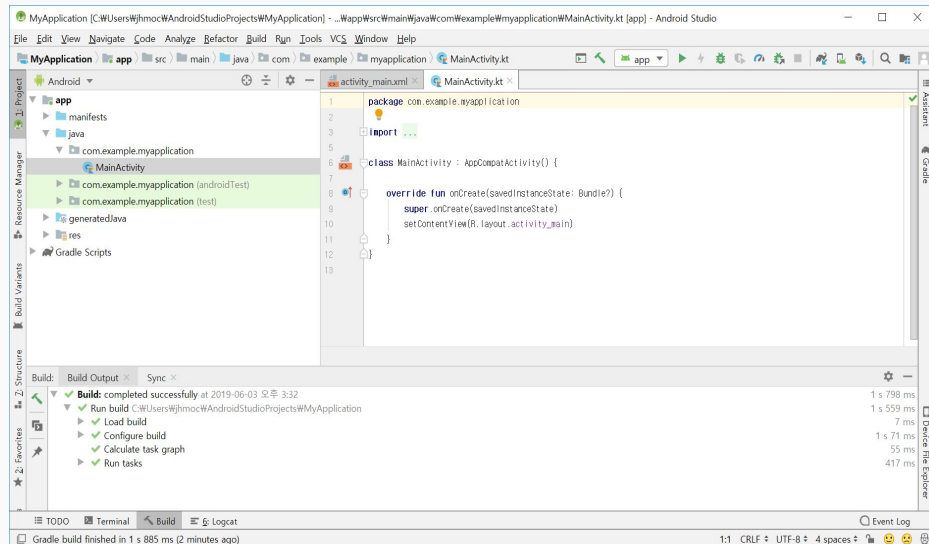 MyApplication [C:₩Users₩jhmoc₩AndroidStudioProjects₩MyApplication] - ...₩app₩src₩main₩java₩com₩example₩myapplication₩MainActivity.kt [app] - Android Studio
File Edit View Navigate Code Analyze Refactor Build Run Tools VCS Window Help
MyApplication app src main java com example myapplication MainActivity.kt app
1: Project
Resource Manager
Build Variants
Z: Structure
2: Favorites
Android
app
manifests
java
com.example.myapplication
MainActivity
com.example.myapplication (androidTest)
com.example.myapplication (test)
generatedJava
res
Gradle Scripts
activity_main.xml MainActivity.kt
1 package com.example.myapplication
2
3 import ...
5
6 class MainActivity : AppCompatActivity() {
7
8 override fun onCreate(savedInstanceState: Bundle?) {
9 super.onCreate(savedInstanceState)
10 setContentView(R.layout.activity_main)
11 }
12 }
13
Assistant
Gradle
Device File Explorer
Build: Build Output Sync
Build: completed successfully at 2019-06-03 오후 3:32 1 s 798 ms
Run build C:₩Users₩jhmoc₩AndroidStudioProjects₩MyApplication 1 s 559 ms
Load build 7 ms
Configure build 1 s 71 ms
Calculate task graph 55 ms
Run tasks 417 ms
TODO Terminal Build 6: Logcat Event Log
Gradle build finished in 1 s 885 ms (2 minutes ago) 1:1 CRLF UTF-8 4 spaces